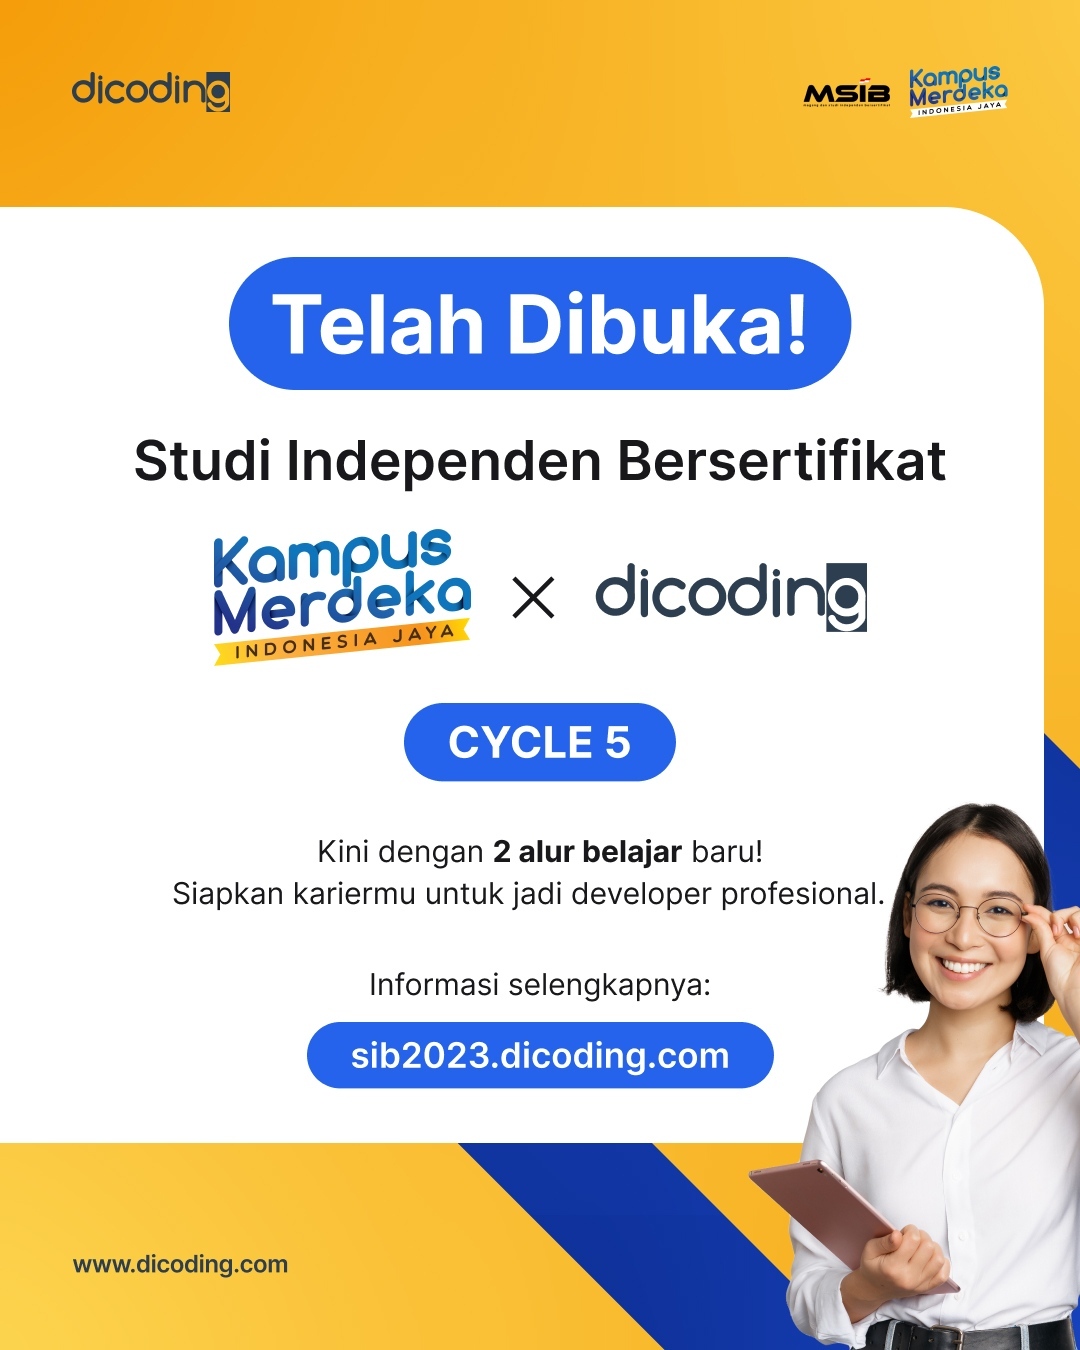 dicoding
MSIB
Kampus
Merdeka
INDONESIA JAYA
Telah Dibuka!
Studi Independen Bersertifikat
Kampus
Merdeka
INDONESIA JAYA
dicoding
CYCLE 5
Kini dengan 2 alur belajar baru!
Siapkan kariermu untuk jadi developer profesional.
Informasi selengkapnya:
sib2023.dicoding.com
www.dicoding.com